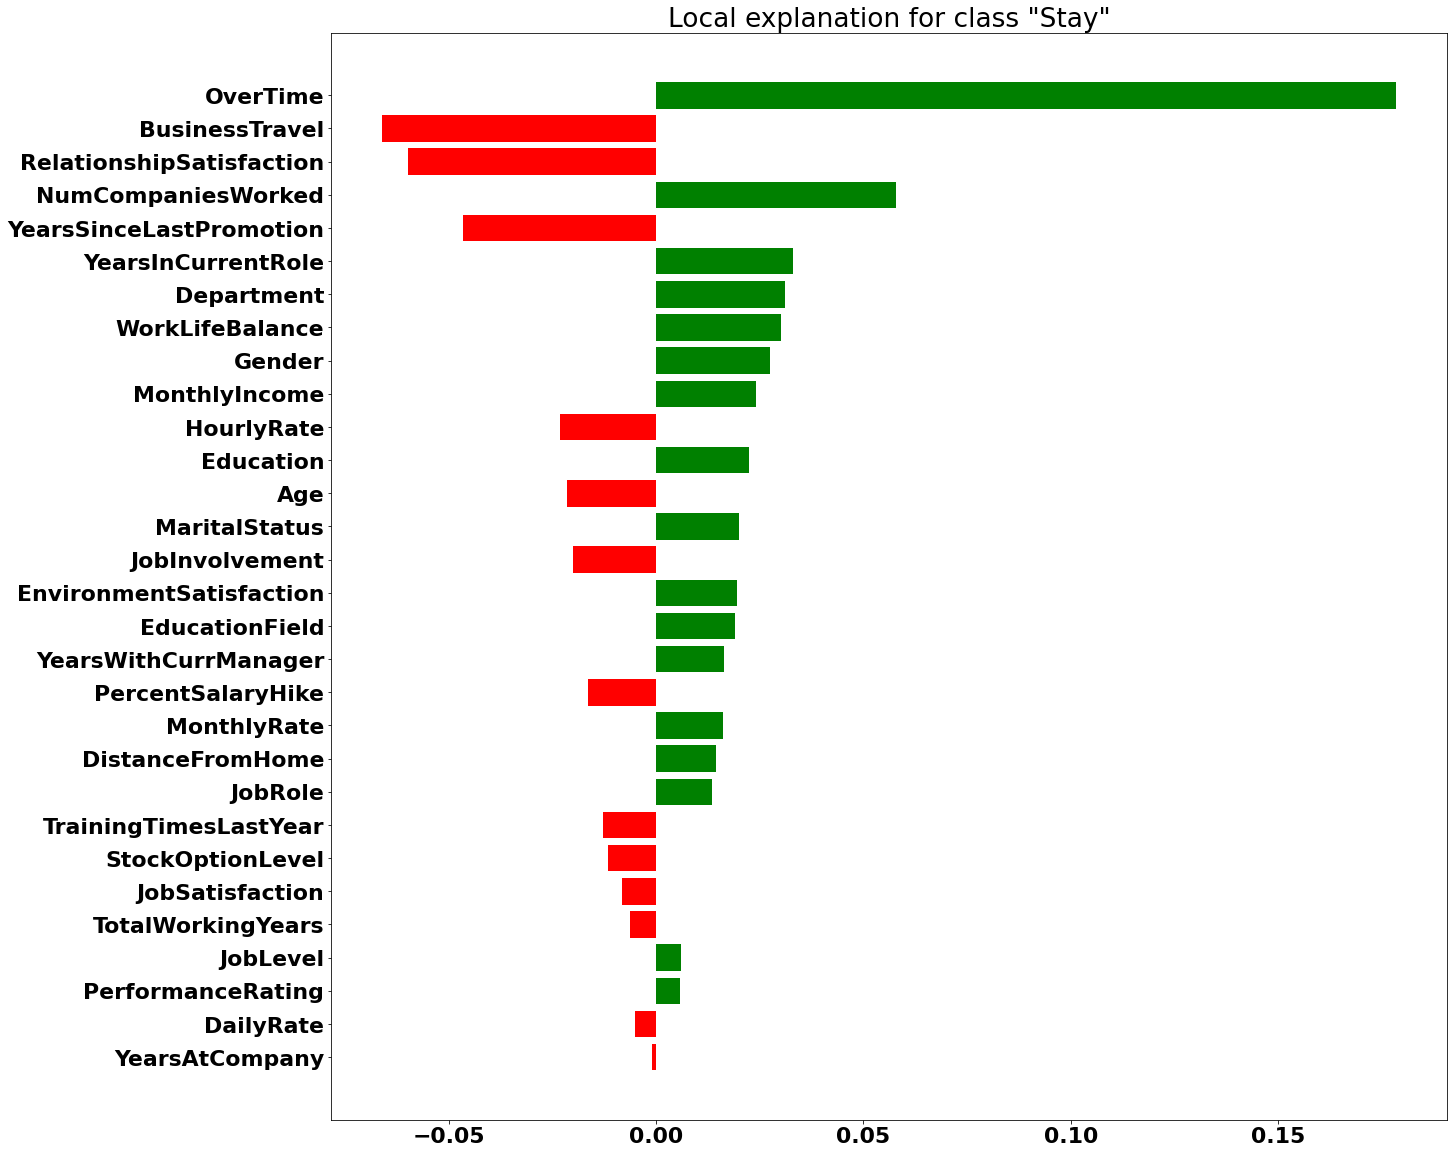 Local explanation for class "Stay"
OverTime
BusinessTravel
RelationshipSatisfaction
NumCompaniesWorked
YearsSinceLastPromotion
YearsInCurrentRole
Department
WorkLifeBalance
Gender
MonthlyIncome
HourlyRate
Education
Age
MaritalStatus
JobInvolvement
EnvironmentSatisfaction
EducationField
YearsWithCurrManager
PercentSalaryHike
MonthlyRate
DistanceFromHome
JobRole
TrainingTimesLastYear
StockOptionLevel
JobSatisfaction
TotalWorkingYears
JobLevel
PerformanceRating
DailyRate
YearsAtCompany
−0.05 0.00 0.05 0.10 0.15